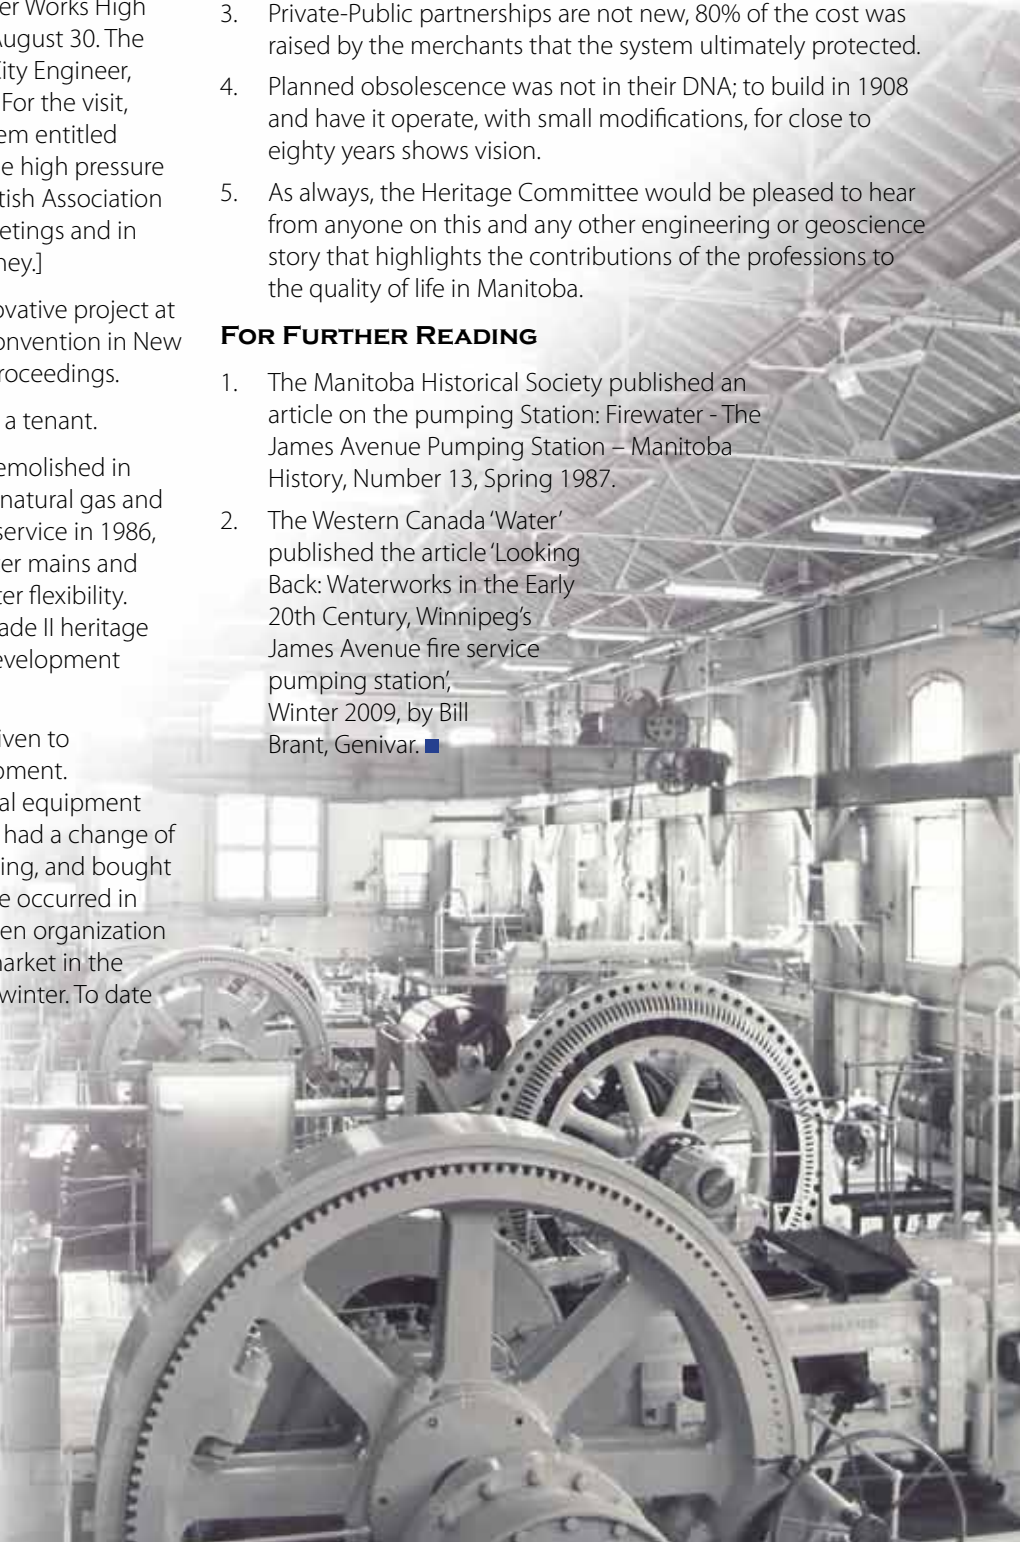 er Works High
August 30. The
City Engineer,
For the visit,
em entitled
e high pressure
tish Association
etings and in
ney.]
ovative project at
onvention in New
roceedings.
a tenant.
emolished in
natural gas and
service in 1986,
er mains and
ter flexibility.
ade II heritage
evelopment
iven to
pment.
al equipment
had a change of
ing, and bought
e occurred in
en organization
market in the
winter. To date
3. Private-Public partnerships are not new, 80% of the cost was
raised by the merchants that the system ultimately protected.
4. Planned obsolescence was not in their DNA; to build in 1908
and have it operate, with small modifications, for close to
eighty years shows vision.
5. As always, the Heritage Committee would be pleased to hear
from anyone on this and any other engineering or geoscience
story that highlights the contributions of the professions to
the quality of life in Manitoba.
For Further Reading
1. The Manitoba Historical Society published an
article on the pumping Station: Firewater - The
James Avenue Pumping Station – Manitoba
History, Number 13, Spring 1987.
2. The Western Canada ‘Water’
published the article ‘Looking
Back: Waterworks in the Early
20th Century, Winnipeg’s
James Avenue fire service
pumping station’,
Winter 2009, by Bill
Brant, Genivar.